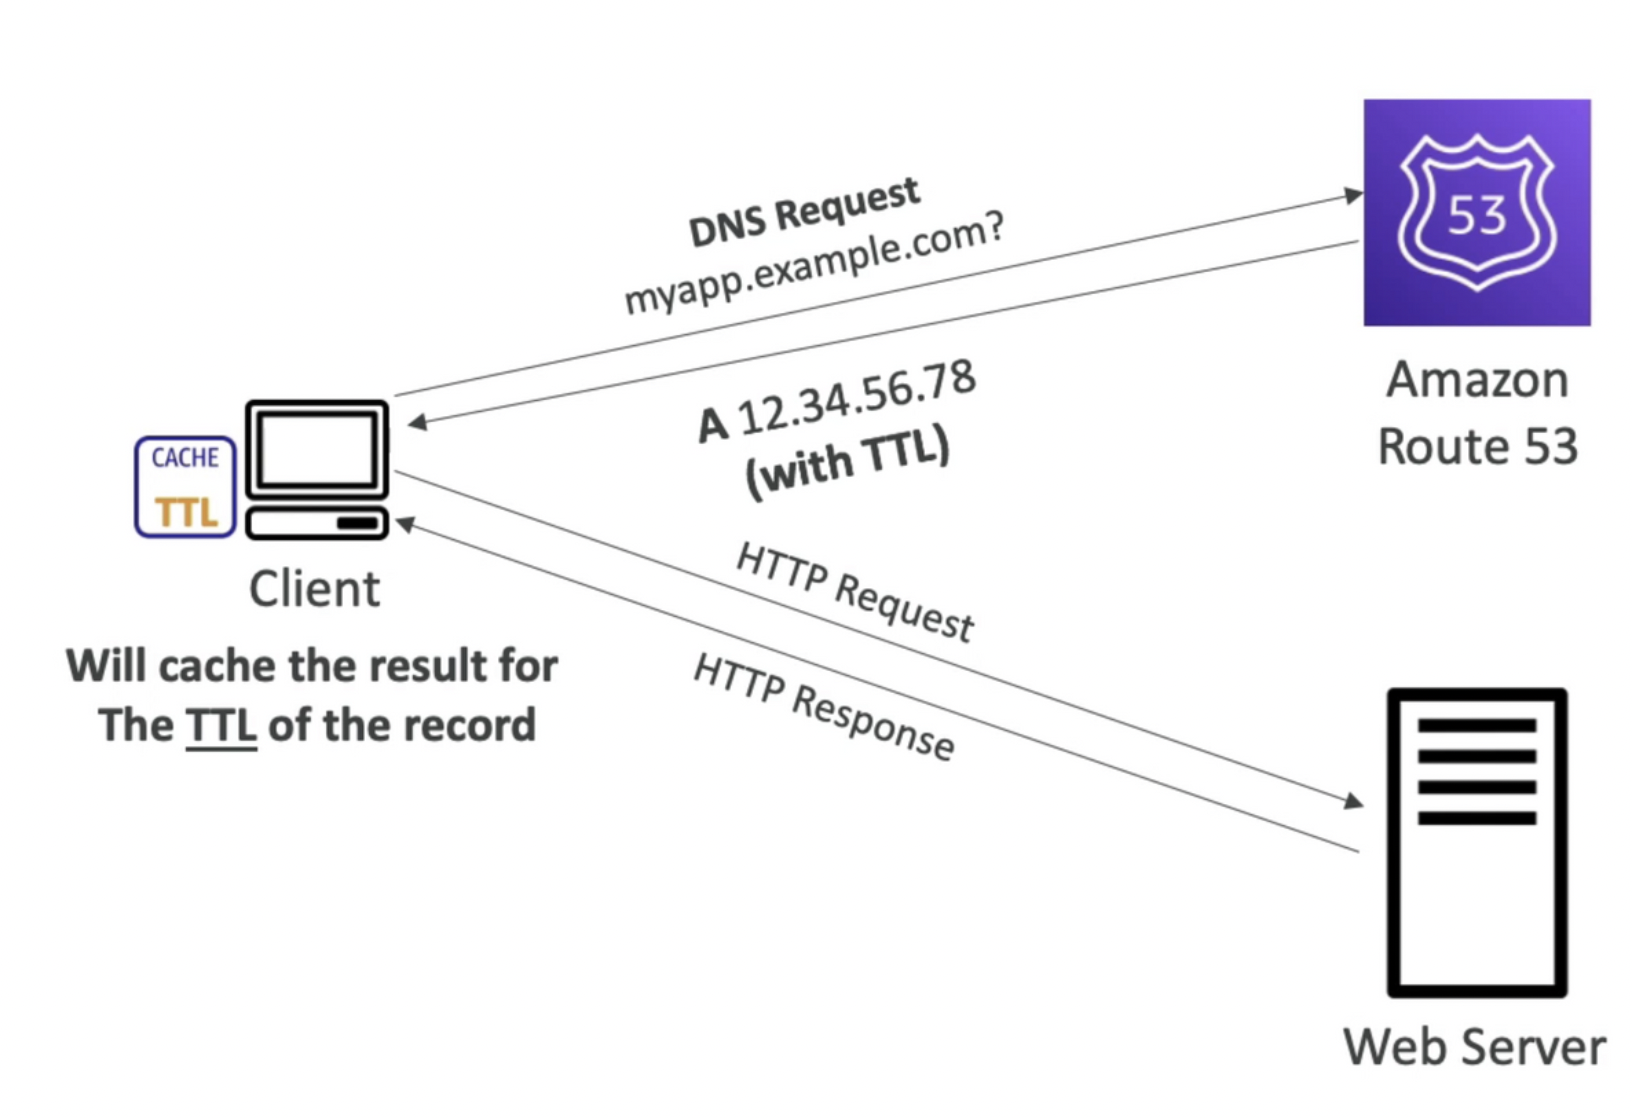 DNS Request
myapp.example.com?
53
Amazon
Route 53
A 12.34.56.78
(with TTL)
CACHE
TTL
Client
Will cache the result for
The TTL of the record
HTTP Request
HTTP Response
Web Server